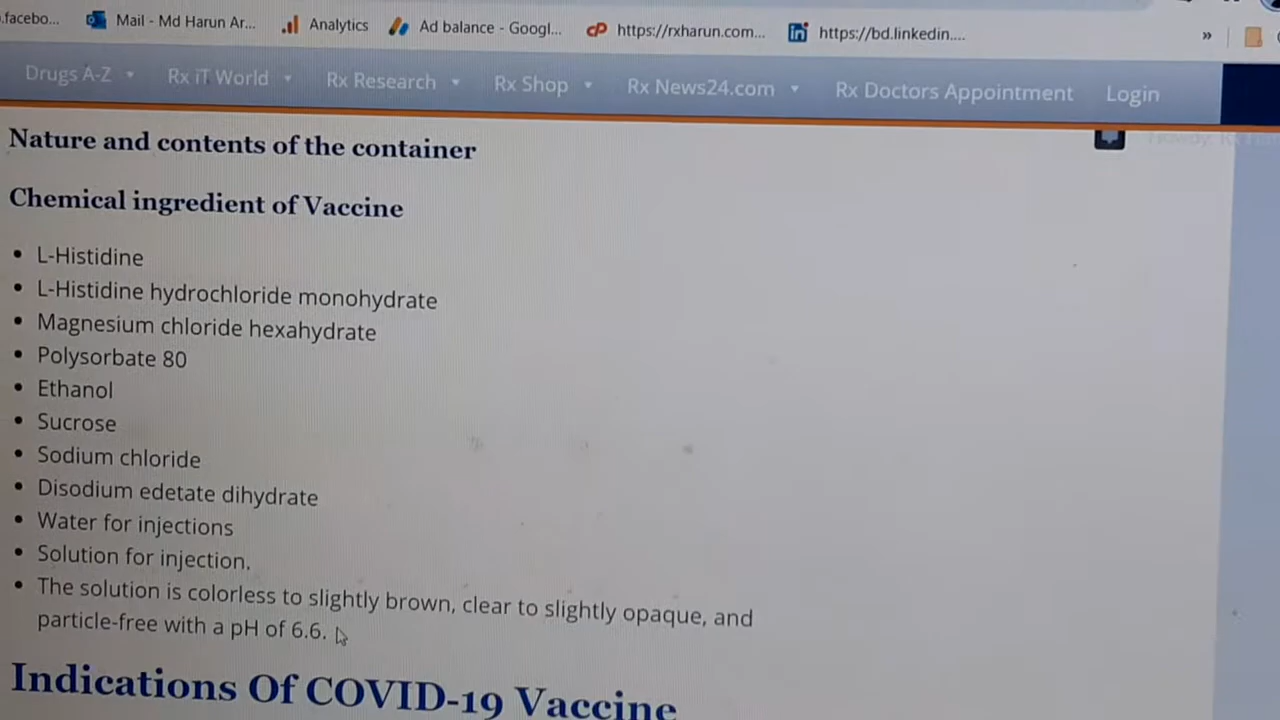 .facebo...
Mail - Md Harun Ar...
Analytics
Ad balance - Googl...
cP https://rxharun.com...
in https://bd.linkedin....
»
Drugs A-Z Rx iT World Rx Research Rx Shop Rx News24.com Rx Doctors Appointment Login
Nature and contents of the container
Chemical ingredient of Vaccine
• L-Histidine
• L-Histidine hydrochloride monohydrate
• Magnesium chloride hexahydrate
• Polysorbate 80
• Ethanol
• Sucrose
• Sodium chloride
• Disodium edetate dihydrate
• Water for injections
• Solution for injection.
• The solution is colorless to slightly brown, clear to slightly opaque, and
particle-free with a pH of 6.6.
Indications Of COVID-19 Vaccine